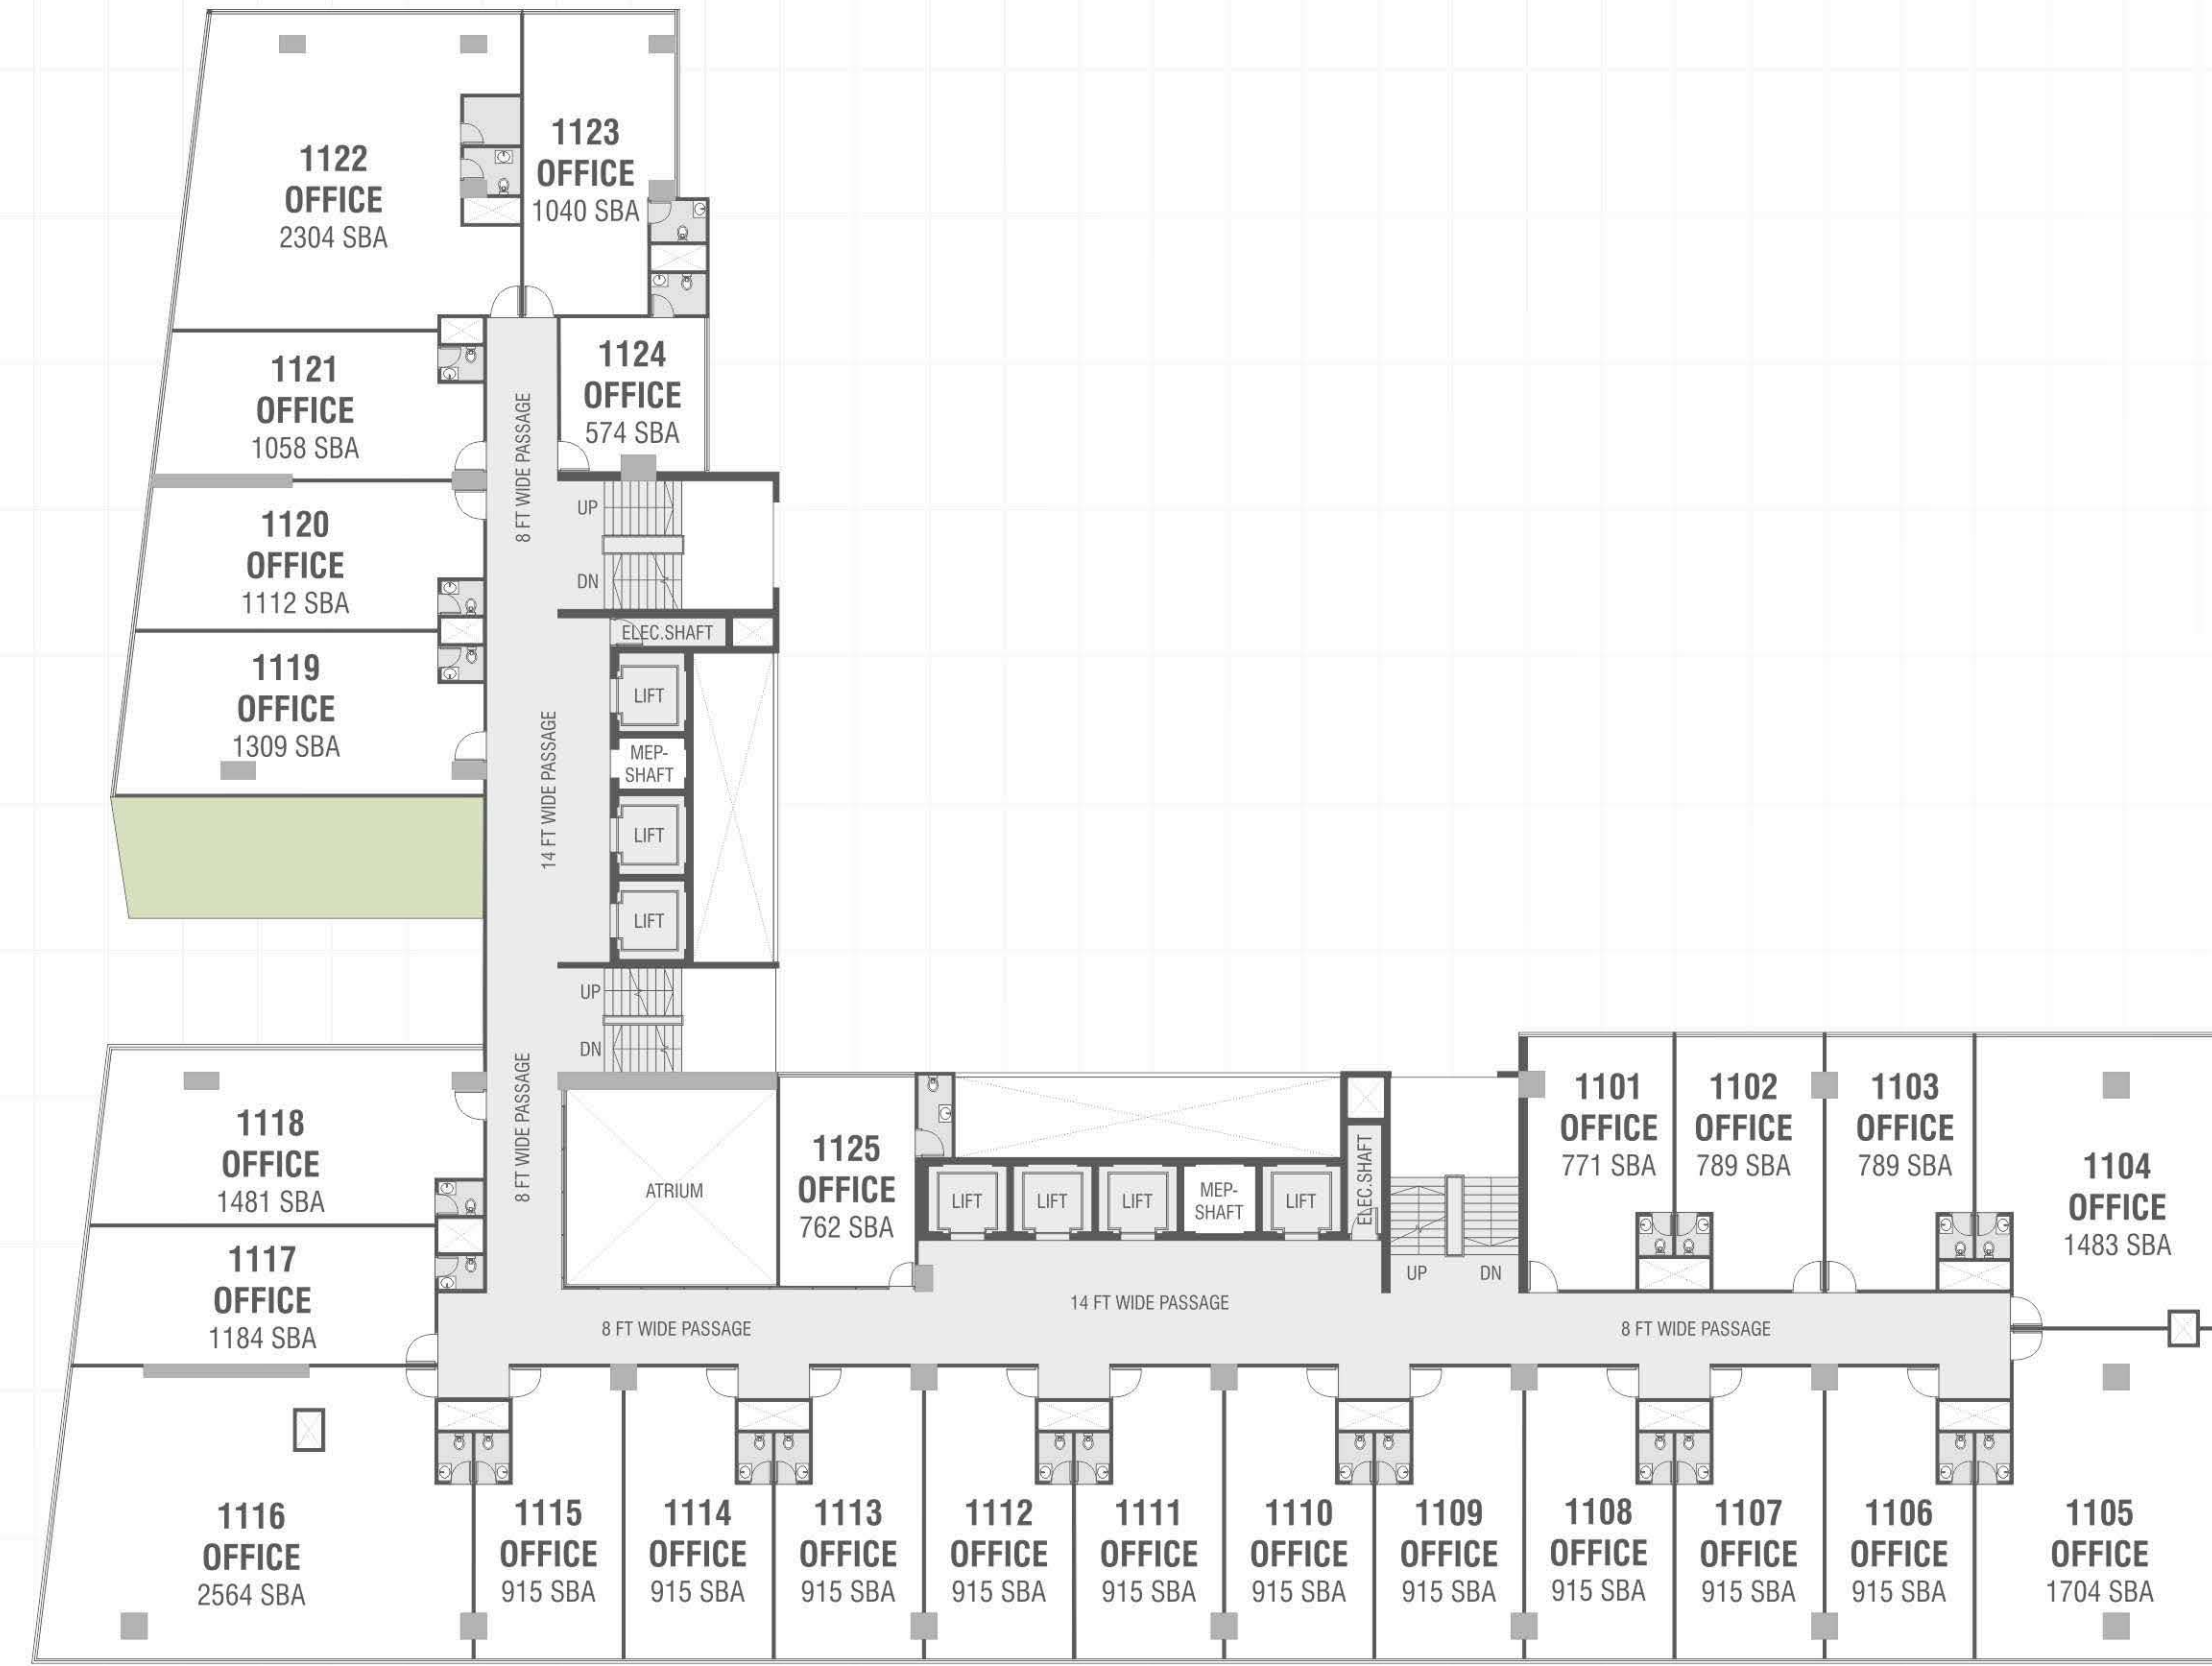 1122
OFFICE
2304 SBA
1123
OFFICE
1040 SBA
1121
OFFICE
1058 SBA
1124
OFFICE
574 SBA
8 FT WIDE PASSAGE
UP
DN
1120
OFFICE
1112 SBA
ELEC.SHAFT
1119
OFFICE
1309 SBA
LIFT
MEP-
SHAFT
LIFT
LIFT
14 FT WIDE PASSAGE
UP
DN
8 FT WIDE PASSAGE
1118
OFFICE
1481 SBA
1117
OFFICE
1184 SBA
ATRIUM
1125
OFFICE
762 SBA
LIFT
LIFT
LIFT
MEP-
SHAFT
LIFT
ELEC.SHAFT
UP
DN
1101
OFFICE
771 SBA
1102
OFFICE
789 SBA
1103
OFFICE
789 SBA
1104
OFFICE
1483 SBA
8 FT WIDE PASSAGE
14 FT WIDE PASSAGE
8 FT WIDE PASSAGE
1116
OFFICE
2564 SBA
1115
OFFICE
915 SBA
1114
OFFICE
915 SBA
1113
OFFICE
915 SBA
1112
OFFICE
915 SBA
1111
OFFICE
915 SBA
1110
OFFICE
915 SBA
1109
OFFICE
915 SBA
1108
OFFICE
915 SBA
1107
OFFICE
915 SBA
1106
OFFICE
915 SBA
1105
OFFICE
1704 SBA